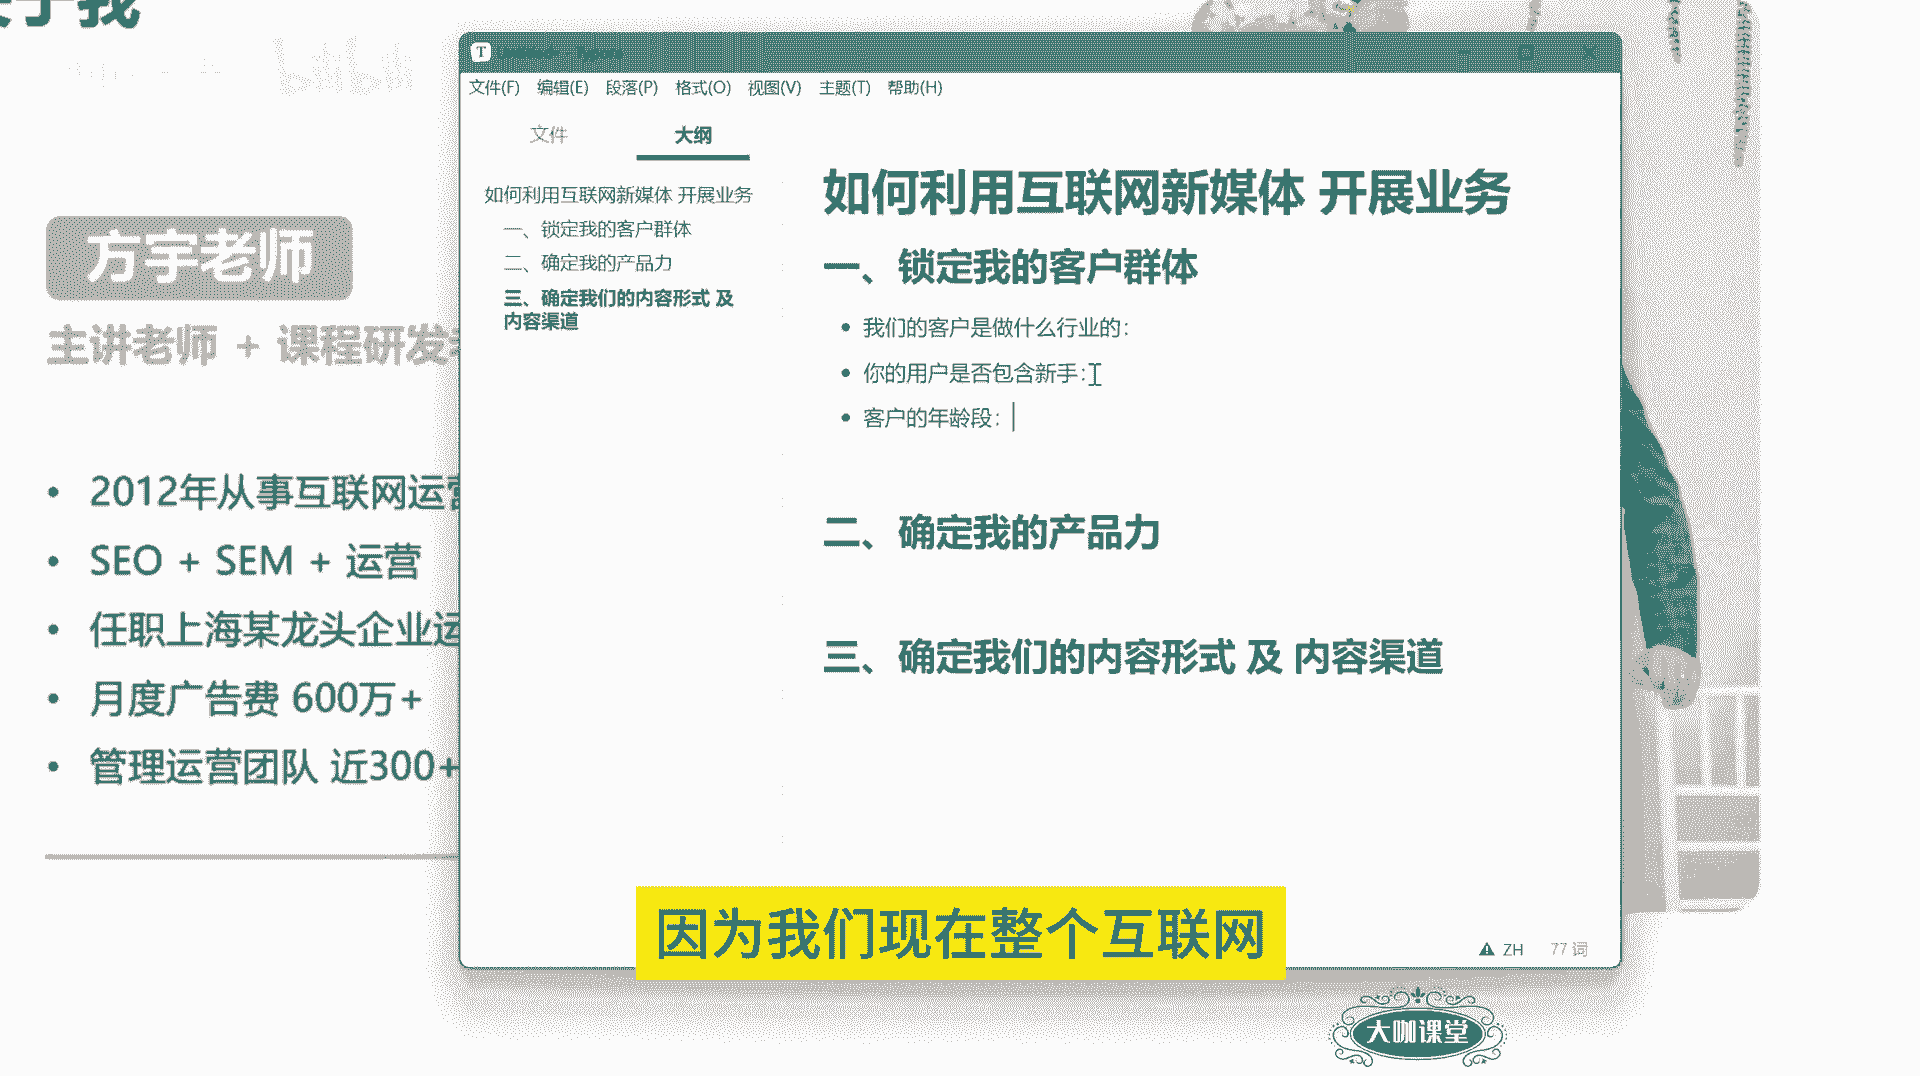 方宇老师
主讲老师 + 课程研发
2012年从事互联网运营
SEO + SEM + 运营
任职上海某龙头企业运
月度广告费 600万+
管理运营团队 近300+
文件(F) 编辑(E) 段落(P) 格式(O) 视图(V) 主题(T) 帮助(H)
文件 大纲
如何利用互联网新媒体 开展业务
一、锁定我的客户群体
二、确定我的产品力
三、确定我们的内容形式 及
内容渠道
如何利用互联网新媒体 开展业务
一、锁定我的客户群体
我们的客户是做什么行业的：
你的用户是否包含新手：
客户的年龄段：
二、确定我的产品力
三、确定我们的内容形式 及 内容渠道
ZH 77 词
因为我们现在整个互联网
大咖课堂